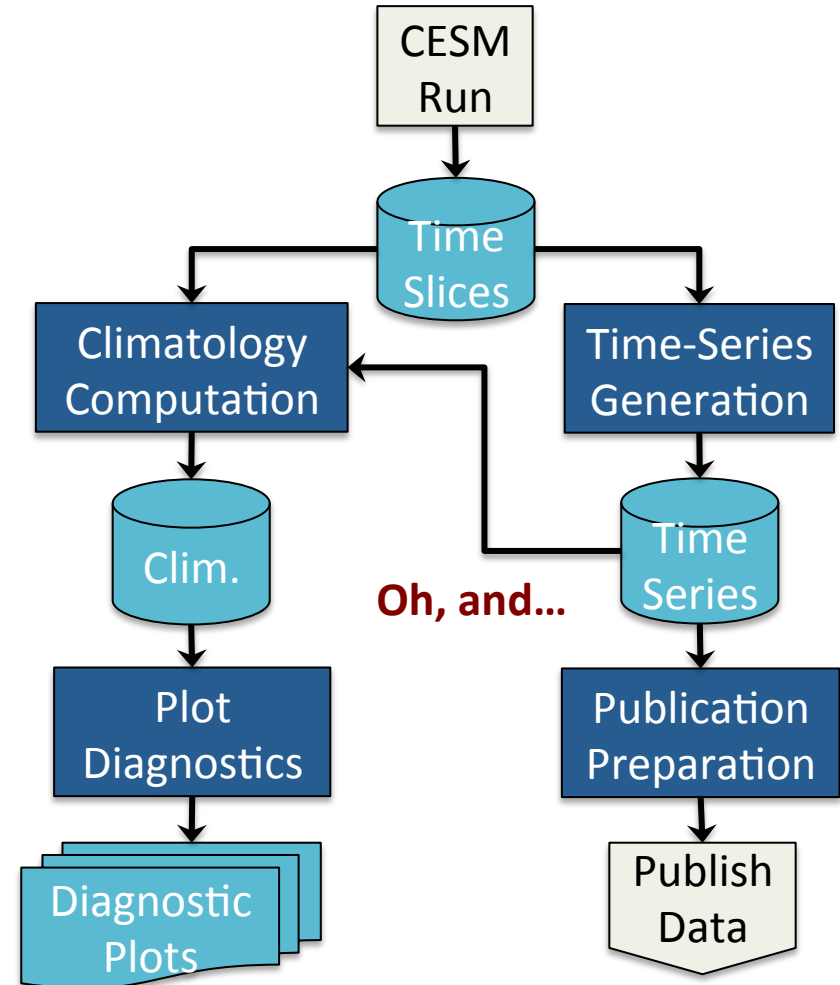 CESM
Run
Time
Slices
Climatology
Computation
Time-Series
Generation
Clim.
Time
Series
Oh, and…
Plot
Diagnostics
Publication
Preparation
Diagnostic
Plots
Publish
Data